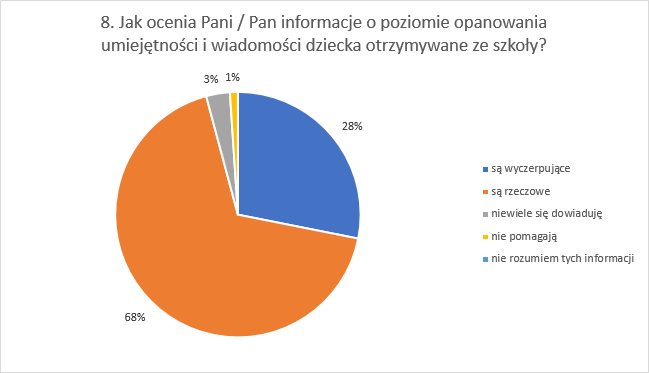 8. Jak ocenia Pani / Pan informacje o poziomie opanowania
umiejętności i wiadomości dziecka otrzymywane ze szkoły?
3%
1%
28%
68%
są wyczerpujące
są rzeczowe
niewiele się dowiaduję
nie pomagają
nie rozumiem tych informacji